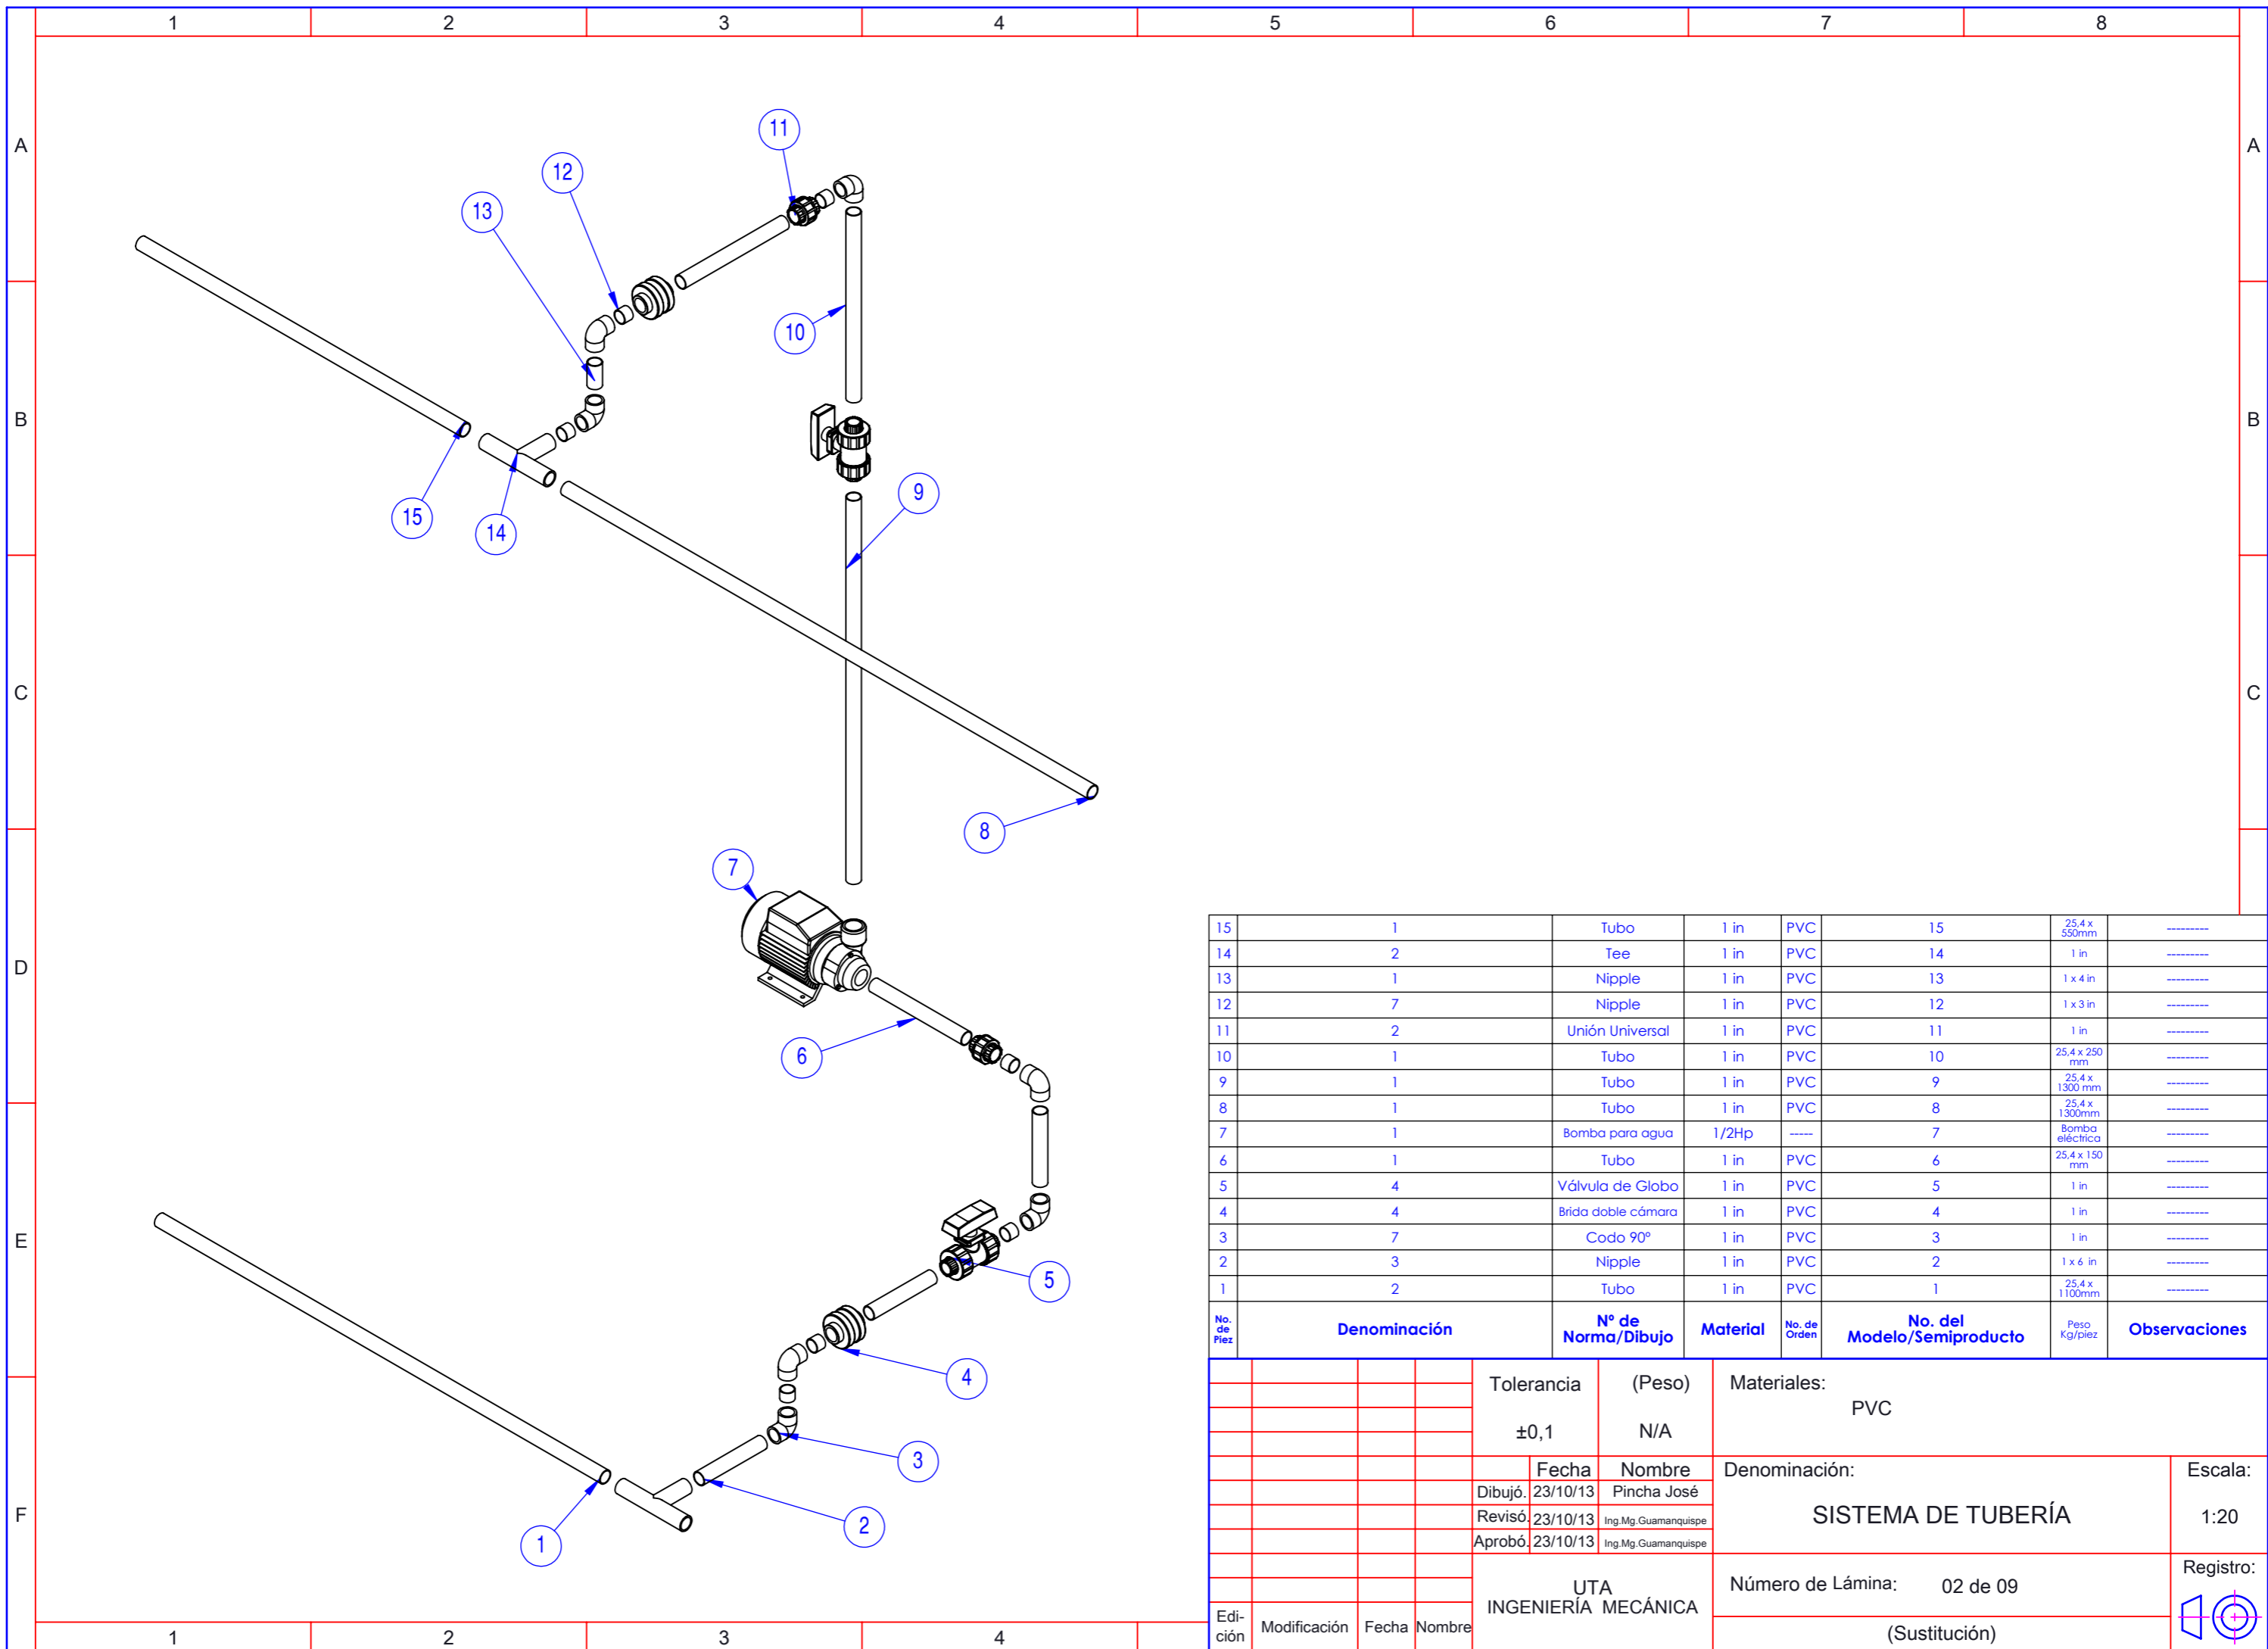 1 2 3 4 5 6 7 8
A A
11
12
13
10
B B
9
15
14
C C
8
7
15 1 Tubo 1 in PVC 15 25,4 x 550mm ---------
D
14 2 Tee 1 in PVC 14 1 in ---------
13 1 Nipple 1 in PVC 13 1 x 4 in ---------
12 7 Nipple 1 in PVC 12 1 x 3 in ---------
11 2 Unión Universal 1 in PVC 11 1 in ---------
6
10 1 Tubo 1 in PVC 10 25,4 x 250 mm ---------
9 1 Tubo 1 in PVC 9 25,4 x 1300 mm ---------
8 1 Tubo 1 in PVC 8 25,4 x 1300mm ---------
7 1 Bomba para agua 1/2Hp ----- 7 Bomba eléctrica ---------
6 1 Tubo 1 in PVC 6 25,4 x 150 mm ---------
5 4 Válvula de Globo 1 in PVC 5 1 in ---------
4 4 Brida doble cámara 1 in PVC 4 1 in ---------
E
3 7 Codo 90º 1 in PVC 3 1 in ---------
2 3 Nipple 1 in PVC 2 1 x 6 in ---------
5
1 2 Tubo 1 in PVC 1 25,4 x 1100mm ---------
No. de Piez Denominación Nº de Norma/Dibujo Material No. de Orden No. del Modelo/Semiproducto Peso Kg/piez Observaciones
4
Tolerancia (Peso) Materiales:
PVC
±0,1 N/A
3
Fecha Nombre Denominación: Escala:
Dibujó. 23/10/13 Pincha José
F
SISTEMA DE TUBERÍA 1:20
Revisó. 23/10/13 Ing.Mg.Guamanquispe
2
1
Aprobó. 23/10/13 Ing.Mg.Guamanquispe
Registro:
UTA
Número de Lámina: 02 de 09
INGENIERÍA MECÁNICA
Edi-
ción Modificación Fecha Nombre
(Sustitución)
1 2 3 4